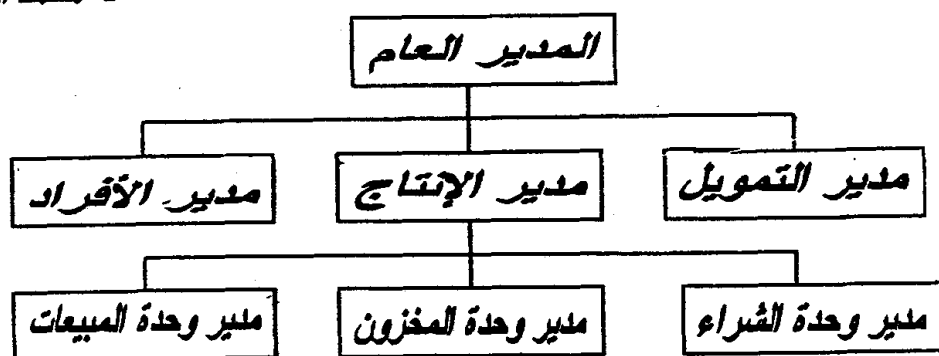 المدير العام
مدير التمويل
مدير الإنتاج
مدير الأفراد
مدير وحدة الشراء
مدير وحدة المخزون
مدير وحدة المبيعات